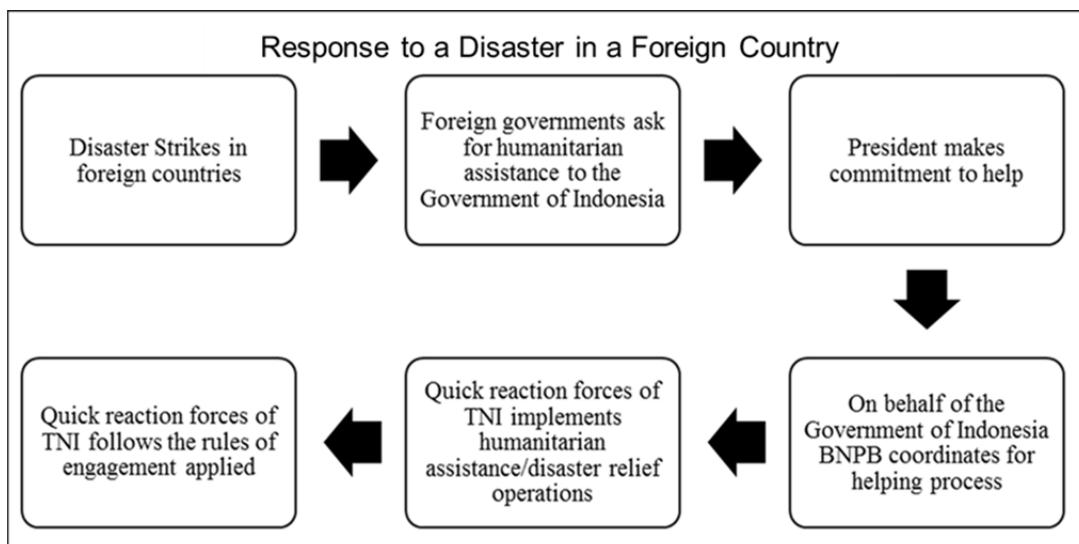 Response to a Disaster in a Foreign Country
Disaster Strikes in
foreign countries
Foreign governments ask
for humanitarian
assistance to the
Government of Indonesia
President makes
commitment to help
On behalf of the
Government of Indonesia
BNPB coordinates for
helping process
Quick reaction forces of
TNI implements
humanitarian
assistance/disaster relief
operations
Quick reaction forces of
TNI follows the rules of
engagement applied